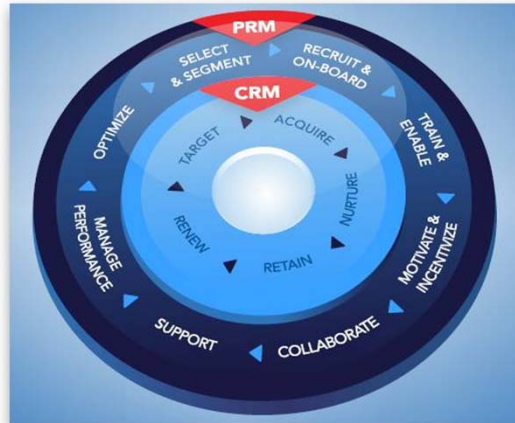 PRM
SELECT
& SEGMENT
RECRUIT &
ON-BOARD
TRAIN &
ENABLE
MOTIVATE &
INCENTIVIZE
COLLABORATE
SUPPORT
MANAGE
PERFORMANCE
OPTIMIZE
CRM
TARGET
ACQUIRE
NURTURE
RETAIN
RENEW